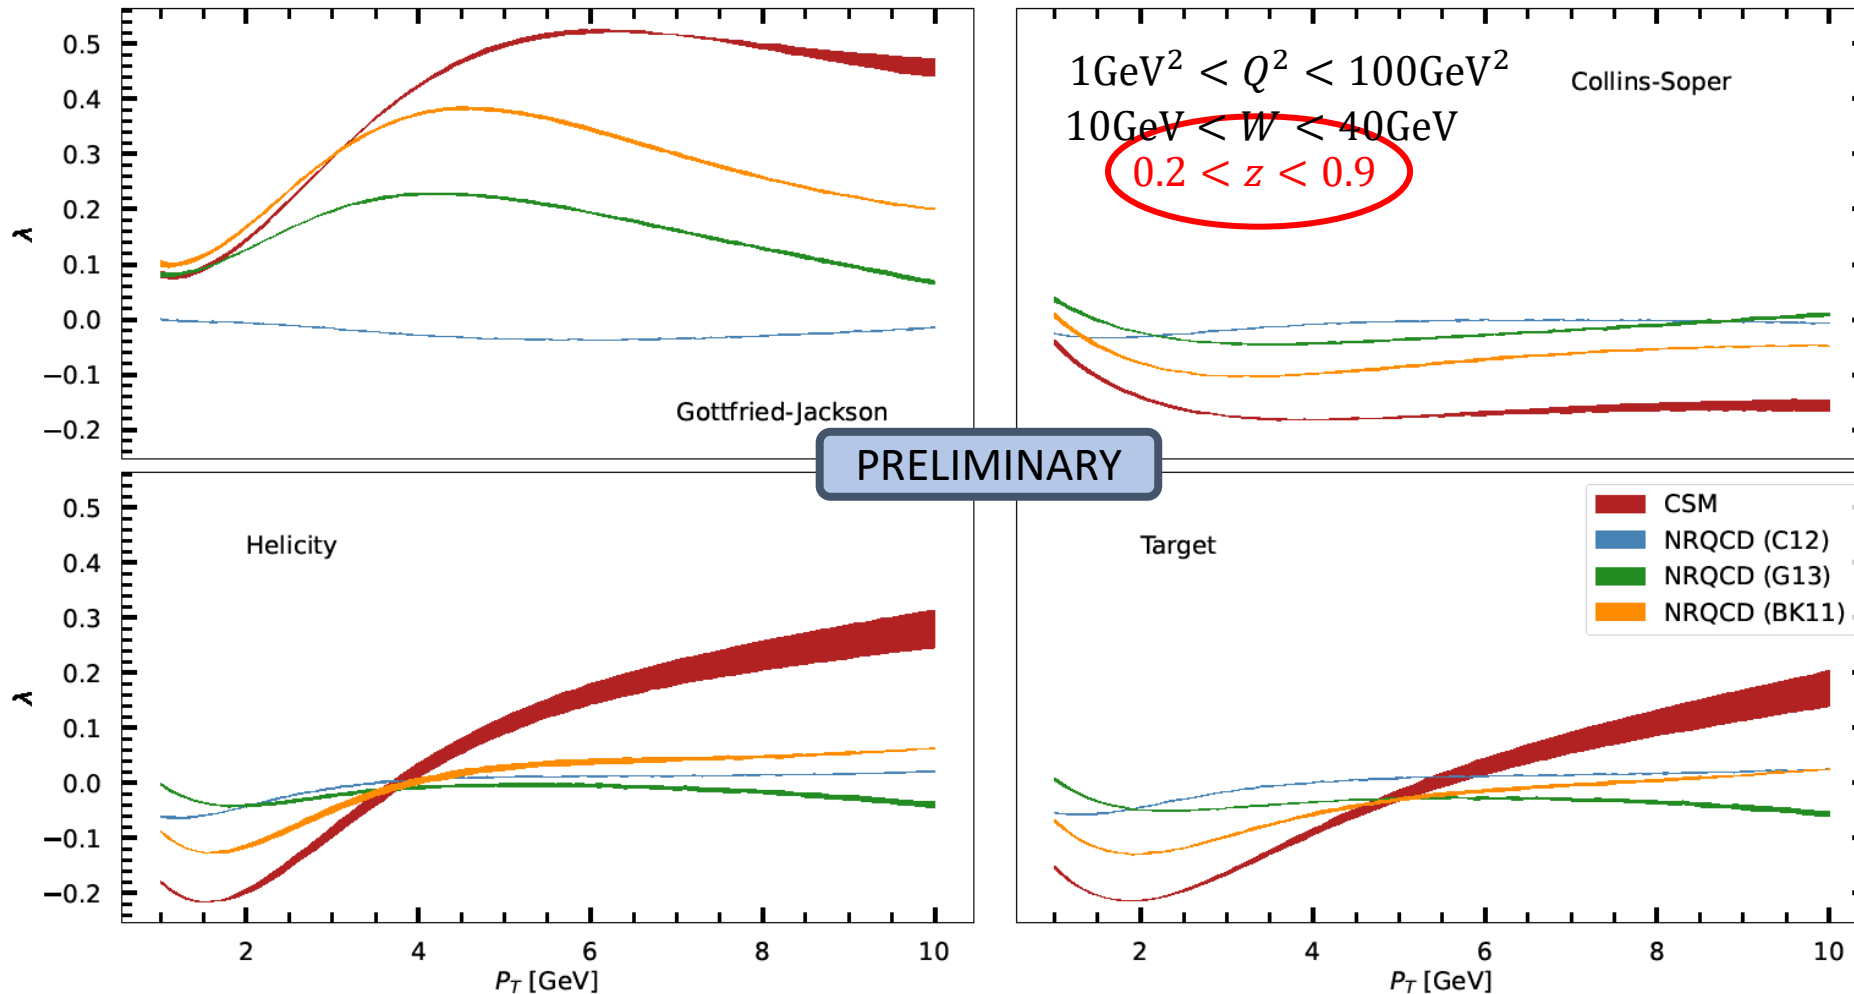 0.5
0.4
0.3
0.2
0.1
0.0
−0.1
−0.2
λ
Gottfried-Jackson
1GeV² < Q² < 100GeV²
10GeV < W < 40GeV
0.2 < z < 0.9
Collins-Soper
PRELIMINARY
0.5
0.4
0.3
0.2
0.1
0.0
−0.1
−0.2
λ
Helicity
2 4 6 8 10
P_T [GeV]
Target
CSM
NRQCD (C12)
NRQCD (G13)
NRQCD (BK11)
2 4 6 8 10
P_T [GeV]